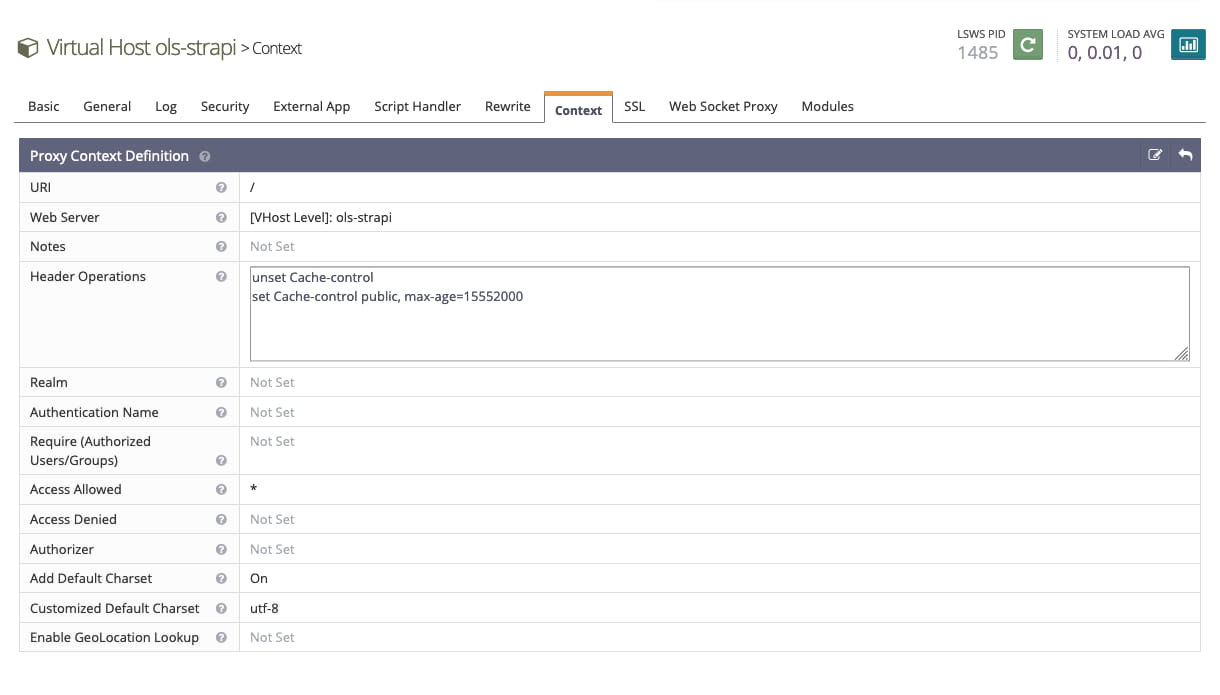 Virtual Host ols-strapi > Context
LSWS PID
1485
SYSTEM LOAD AVG
0, 0.01, 0
Basic General Log Security External App Script Handler Rewrite Context SSL Web Socket Proxy Modules
Proxy Context Definition
URI /
Web Server [VHost Level]: ols-strapi
Notes Not Set
Header Operations unset Cache-control
set Cache-control public, max-age=15552000
Realm Not Set
Authentication Name Not Set
Require (Authorized Not Set
Users/Groups)
Access Allowed *
Access Denied Not Set
Authorizer Not Set
Add Default Charset On
Customized Default Charset utf-8
Enable GeoLocation Lookup Not Set